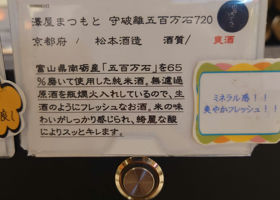 澤屋まつもと 守破離五百万石720
京都府 / 松本酒造 酒質/ 爽酒
富山県南砺産「五百万石」を65
%磨いて使用した純米酒。無濾過
原酒を瓶燗火入れしているので、生
酒のようにフレッシュなお酒。米の味
わいがしっかり感じられ、綺麗な酸
によりスッとキレます。
ミネラル感!!
爽やかフレッシュ!!